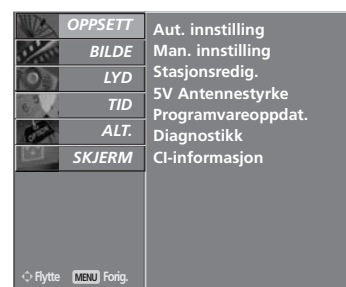 OPPSETT
BILDE
LYD
TID
ALT.
SKJERM
Aut. innstilling
Man. innstilling
Stasjonsredig.
5V Antennestyrke
Programvareoppdat.
Diagnostikk
CI-informasjon
Flytte MENU Forig.